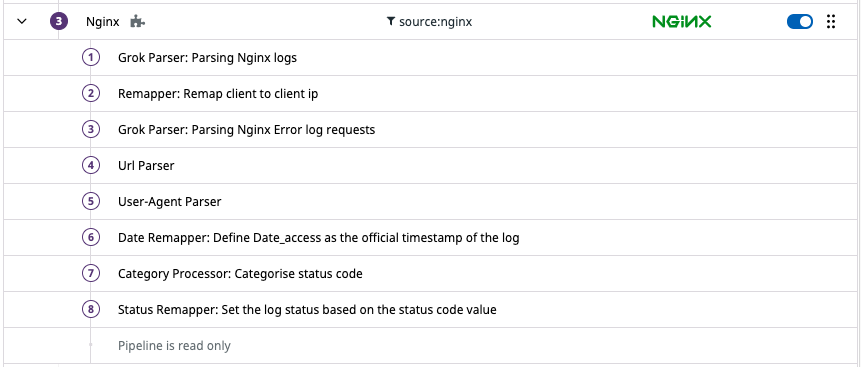 3 Nginx source:nginx NGINX
1 Grok Parser: Parsing Nginx logs
2 Remapper: Remap client to client ip
3 Grok Parser: Parsing Nginx Error log requests
4 Url Parser
5 User-Agent Parser
6 Date Remapper: Define Date_access as the official timestamp of the log
7 Category Processor: Categorise status code
8 Status Remapper: Set the log status based on the status code value
Pipeline is read only